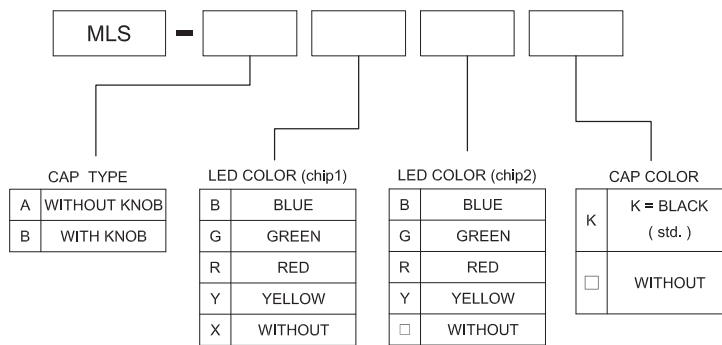 MLS -
CAP TYPE
A WITHOUT KNOB
B WITH KNOB
LED COLOR (chip1)
B BLUE
G GREEN
R RED
Y YELLOW
X WITHOUT
LED COLOR (chip2)
B BLUE
G GREEN
R RED
Y YELLOW
□ WITHOUT
CAP COLOR
K K = BLACK
( std. )
□ WITHOUT